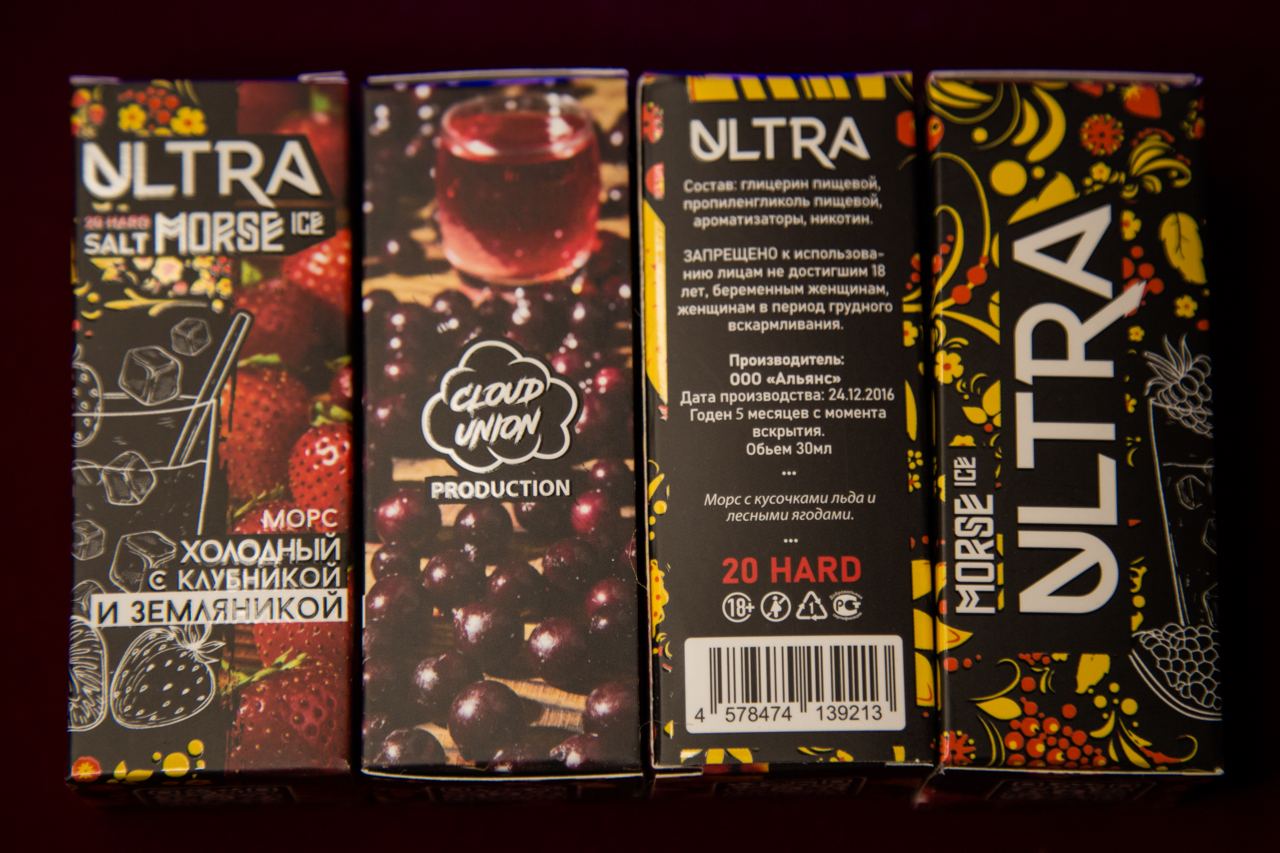 ULTRA
20 HARD
SALT MORSE ICE
МОРС
ХОЛОДНЫЙ
С КЛУБНИКОЙ
И ЗЕМЛЯНИКОЙ
CLOUD
UNION
PRODUCTION
ULTRA
Состав: глицерин пищевой,
пропиленгликоль пищевой,
ароматизаторы, никотин.
ЗАПРЕЩЕНО к использова-
нию лицам не достигшим 18
лет, беременным женщинам,
женщинам в период грудного
вскармливания.
Производитель:
ООО «Альянс»
Дата производства: 24.12.2016
Годен 5 месяцев с момента
вскрытия.
Обьем 30мл
...
Морс с кусочками льда и
лесными ягодами.
...
20 HARD
18+
4 578474 139213
MORSE ICE
ULTRA